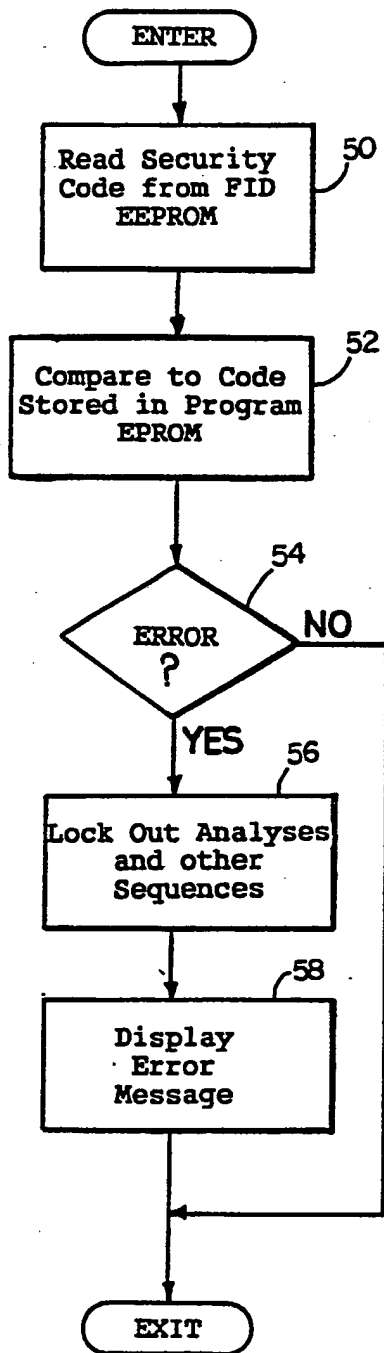 ENTER
Read Security
Code from FID
EEPROM
50
Compare to Code
Stored in Program
EPROM
52
54
ERROR
?
NO
YES
56
Lock Out Analyses
and other
Sequences
58
Display
Error
Message
EXIT